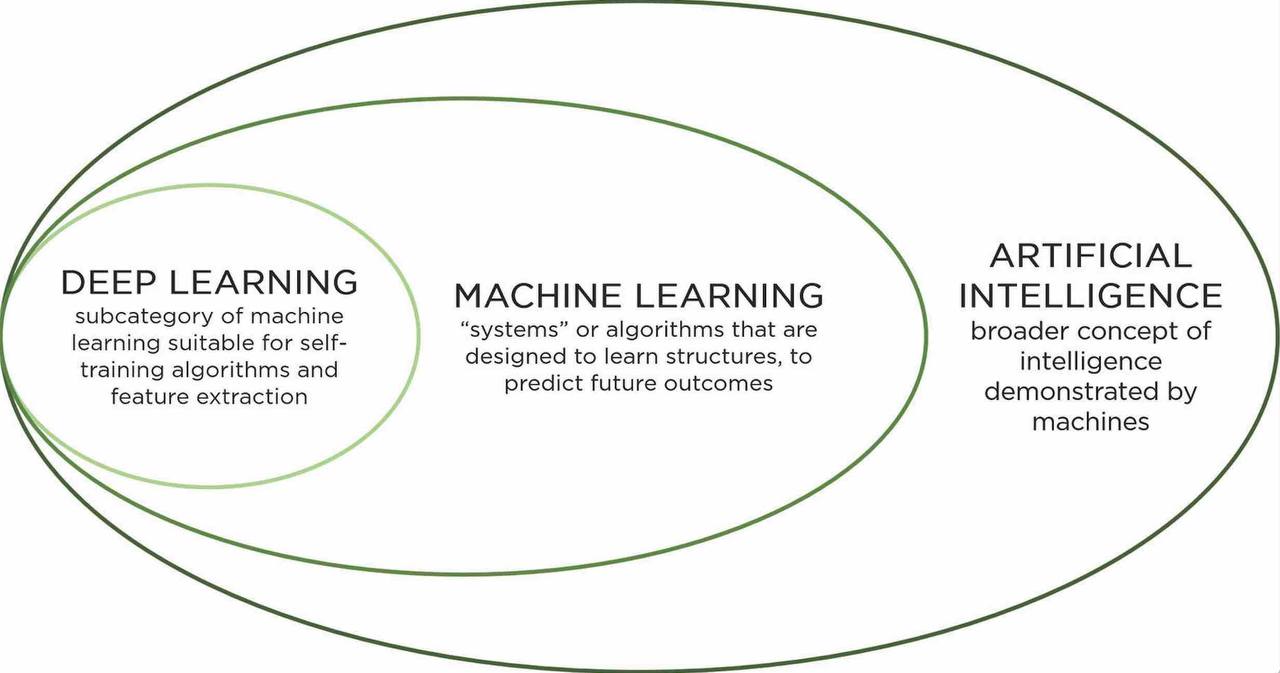 DEEP LEARNING
subcategory of machine
learning suitable for self-
training algorithms and
feature extraction
MACHINE LEARNING
“systems” or algorithms that are
designed to learn structures, to
predict future outcomes
ARTIFICIAL
INTELLIGENCE
broader concept of
intelligence
demonstrated by
machines